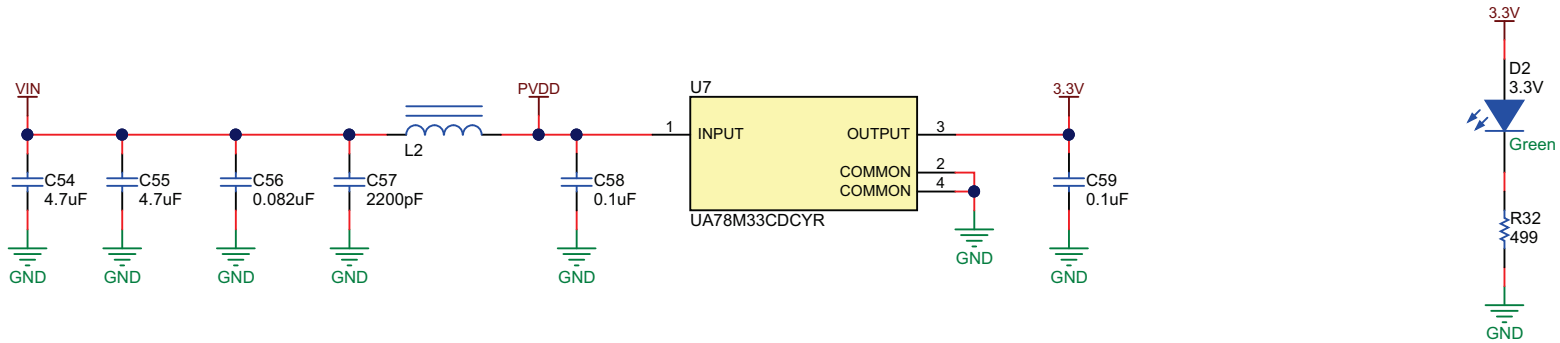 VIN
C54
4.7uF
GND
C55
4.7uF
GND
C56
0.082uF
GND
C57
2200pF
GND
L2
PVDD
C58
0.1uF
GND
U7
1
INPUT
OUTPUT
3
COMMON
2
COMMON
4
UA78M33CDCYR
GND
3.3V
C59
0.1uF
GND
3.3V
D2
3.3V
Green
R32
499
GND